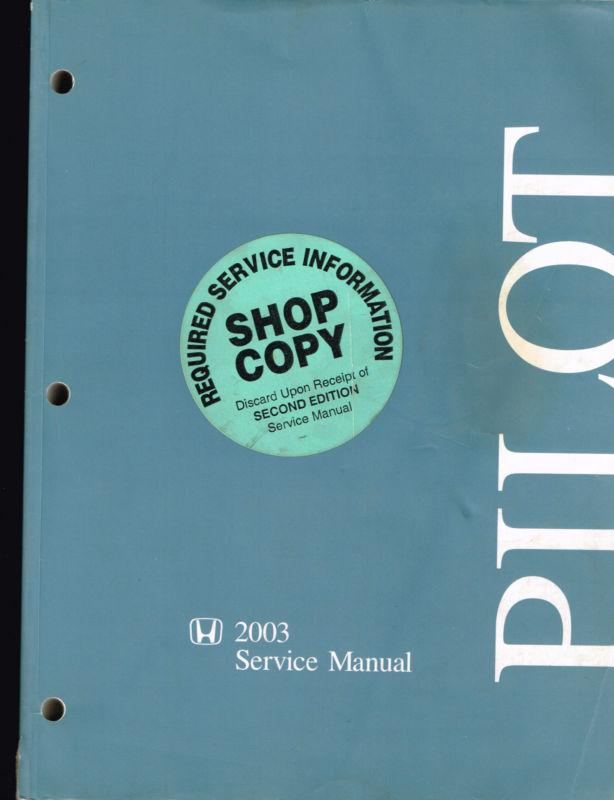 REQUIRED SERVICE INFORMATION
SHOP
COPY
Discard Upon Receipt of
SECOND EDITION
Service Manual
PILOT
2003
Service Manual